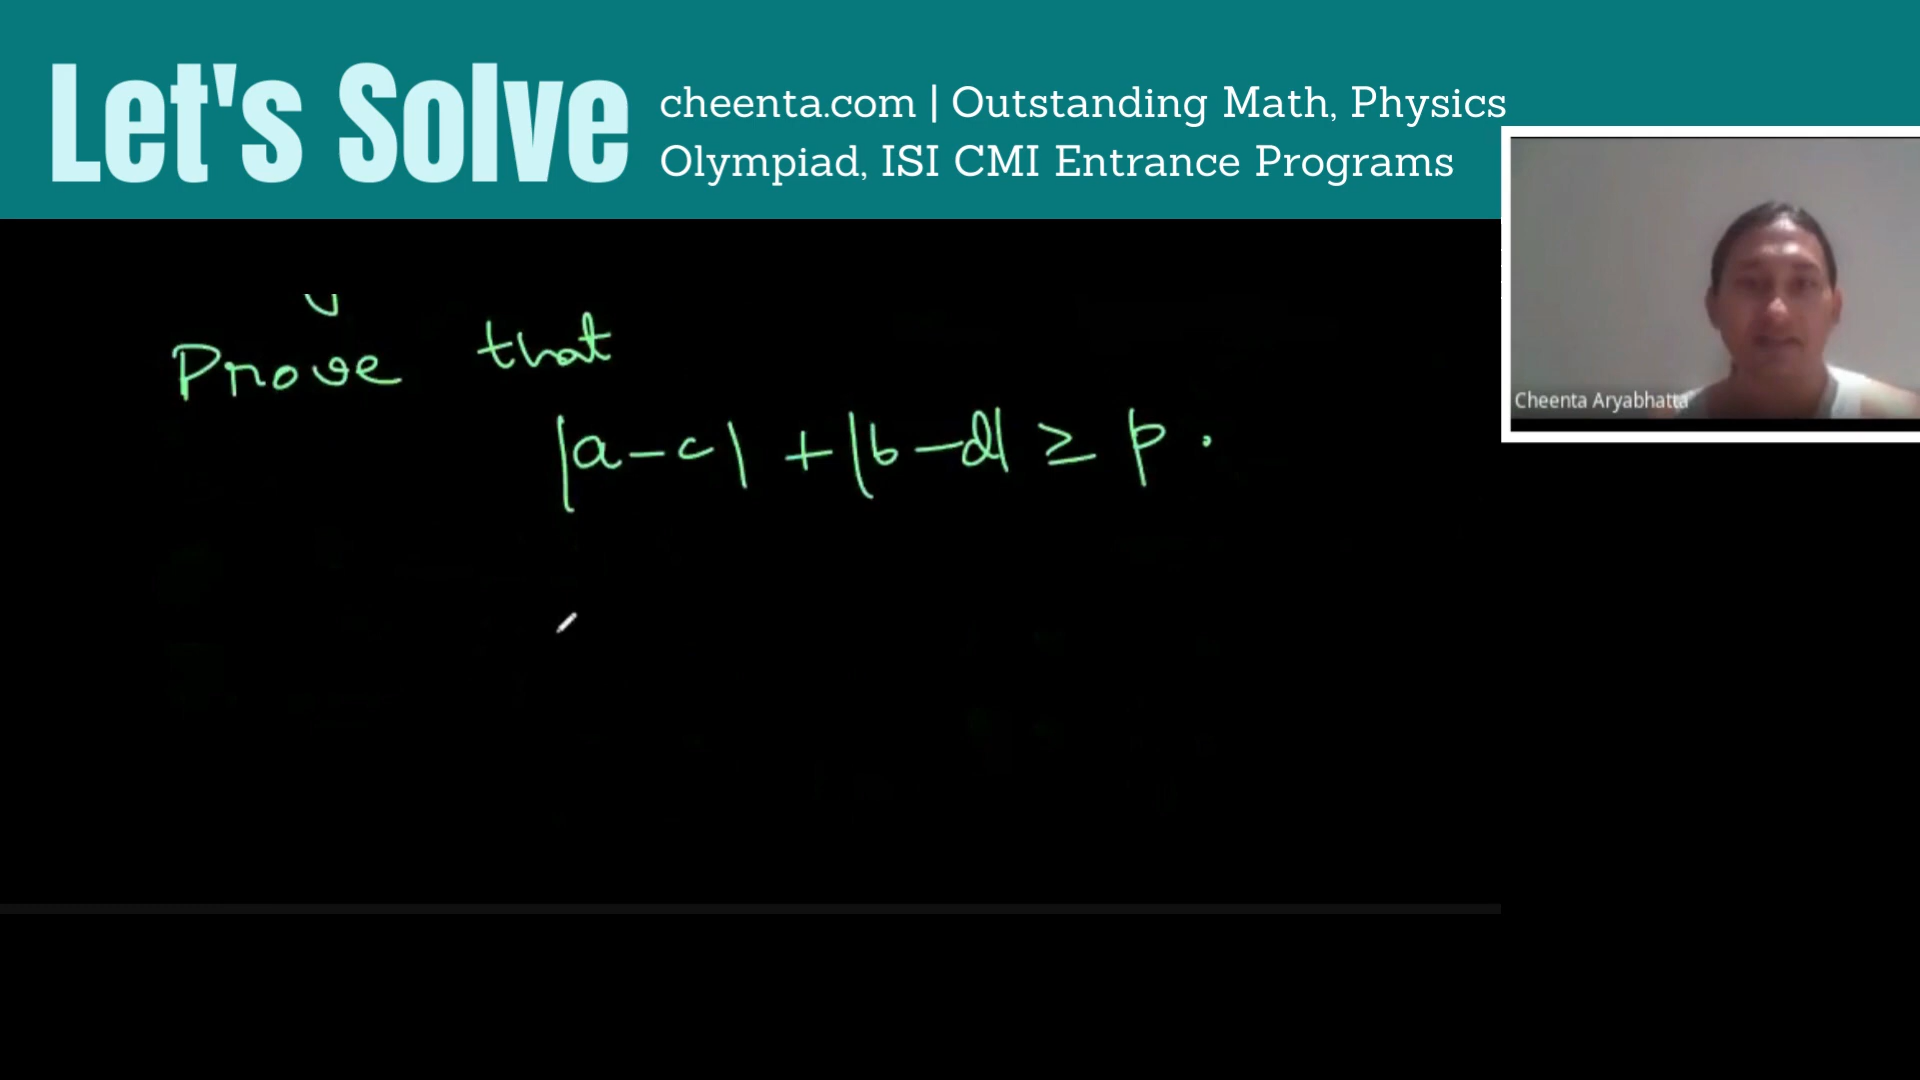 Let's Solve
cheenta.com | Outstanding Math, Physics
Olympiad, ISI CMI Entrance Programs
Cheenta Aryabhatta
Prove that
|a-c| + |b-d| ≥ p.